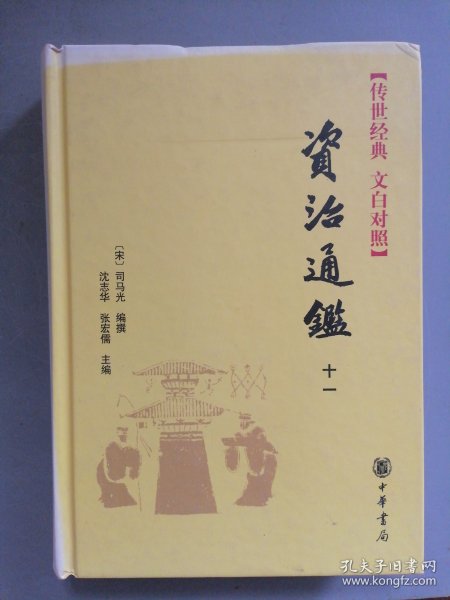 【传世经典 文白对照】
資治通鑑
十一
〔宋〕司马光 编撰
沈志华 张宏儒 主编
中華書局
孔夫子旧书网
www.kongfz.com